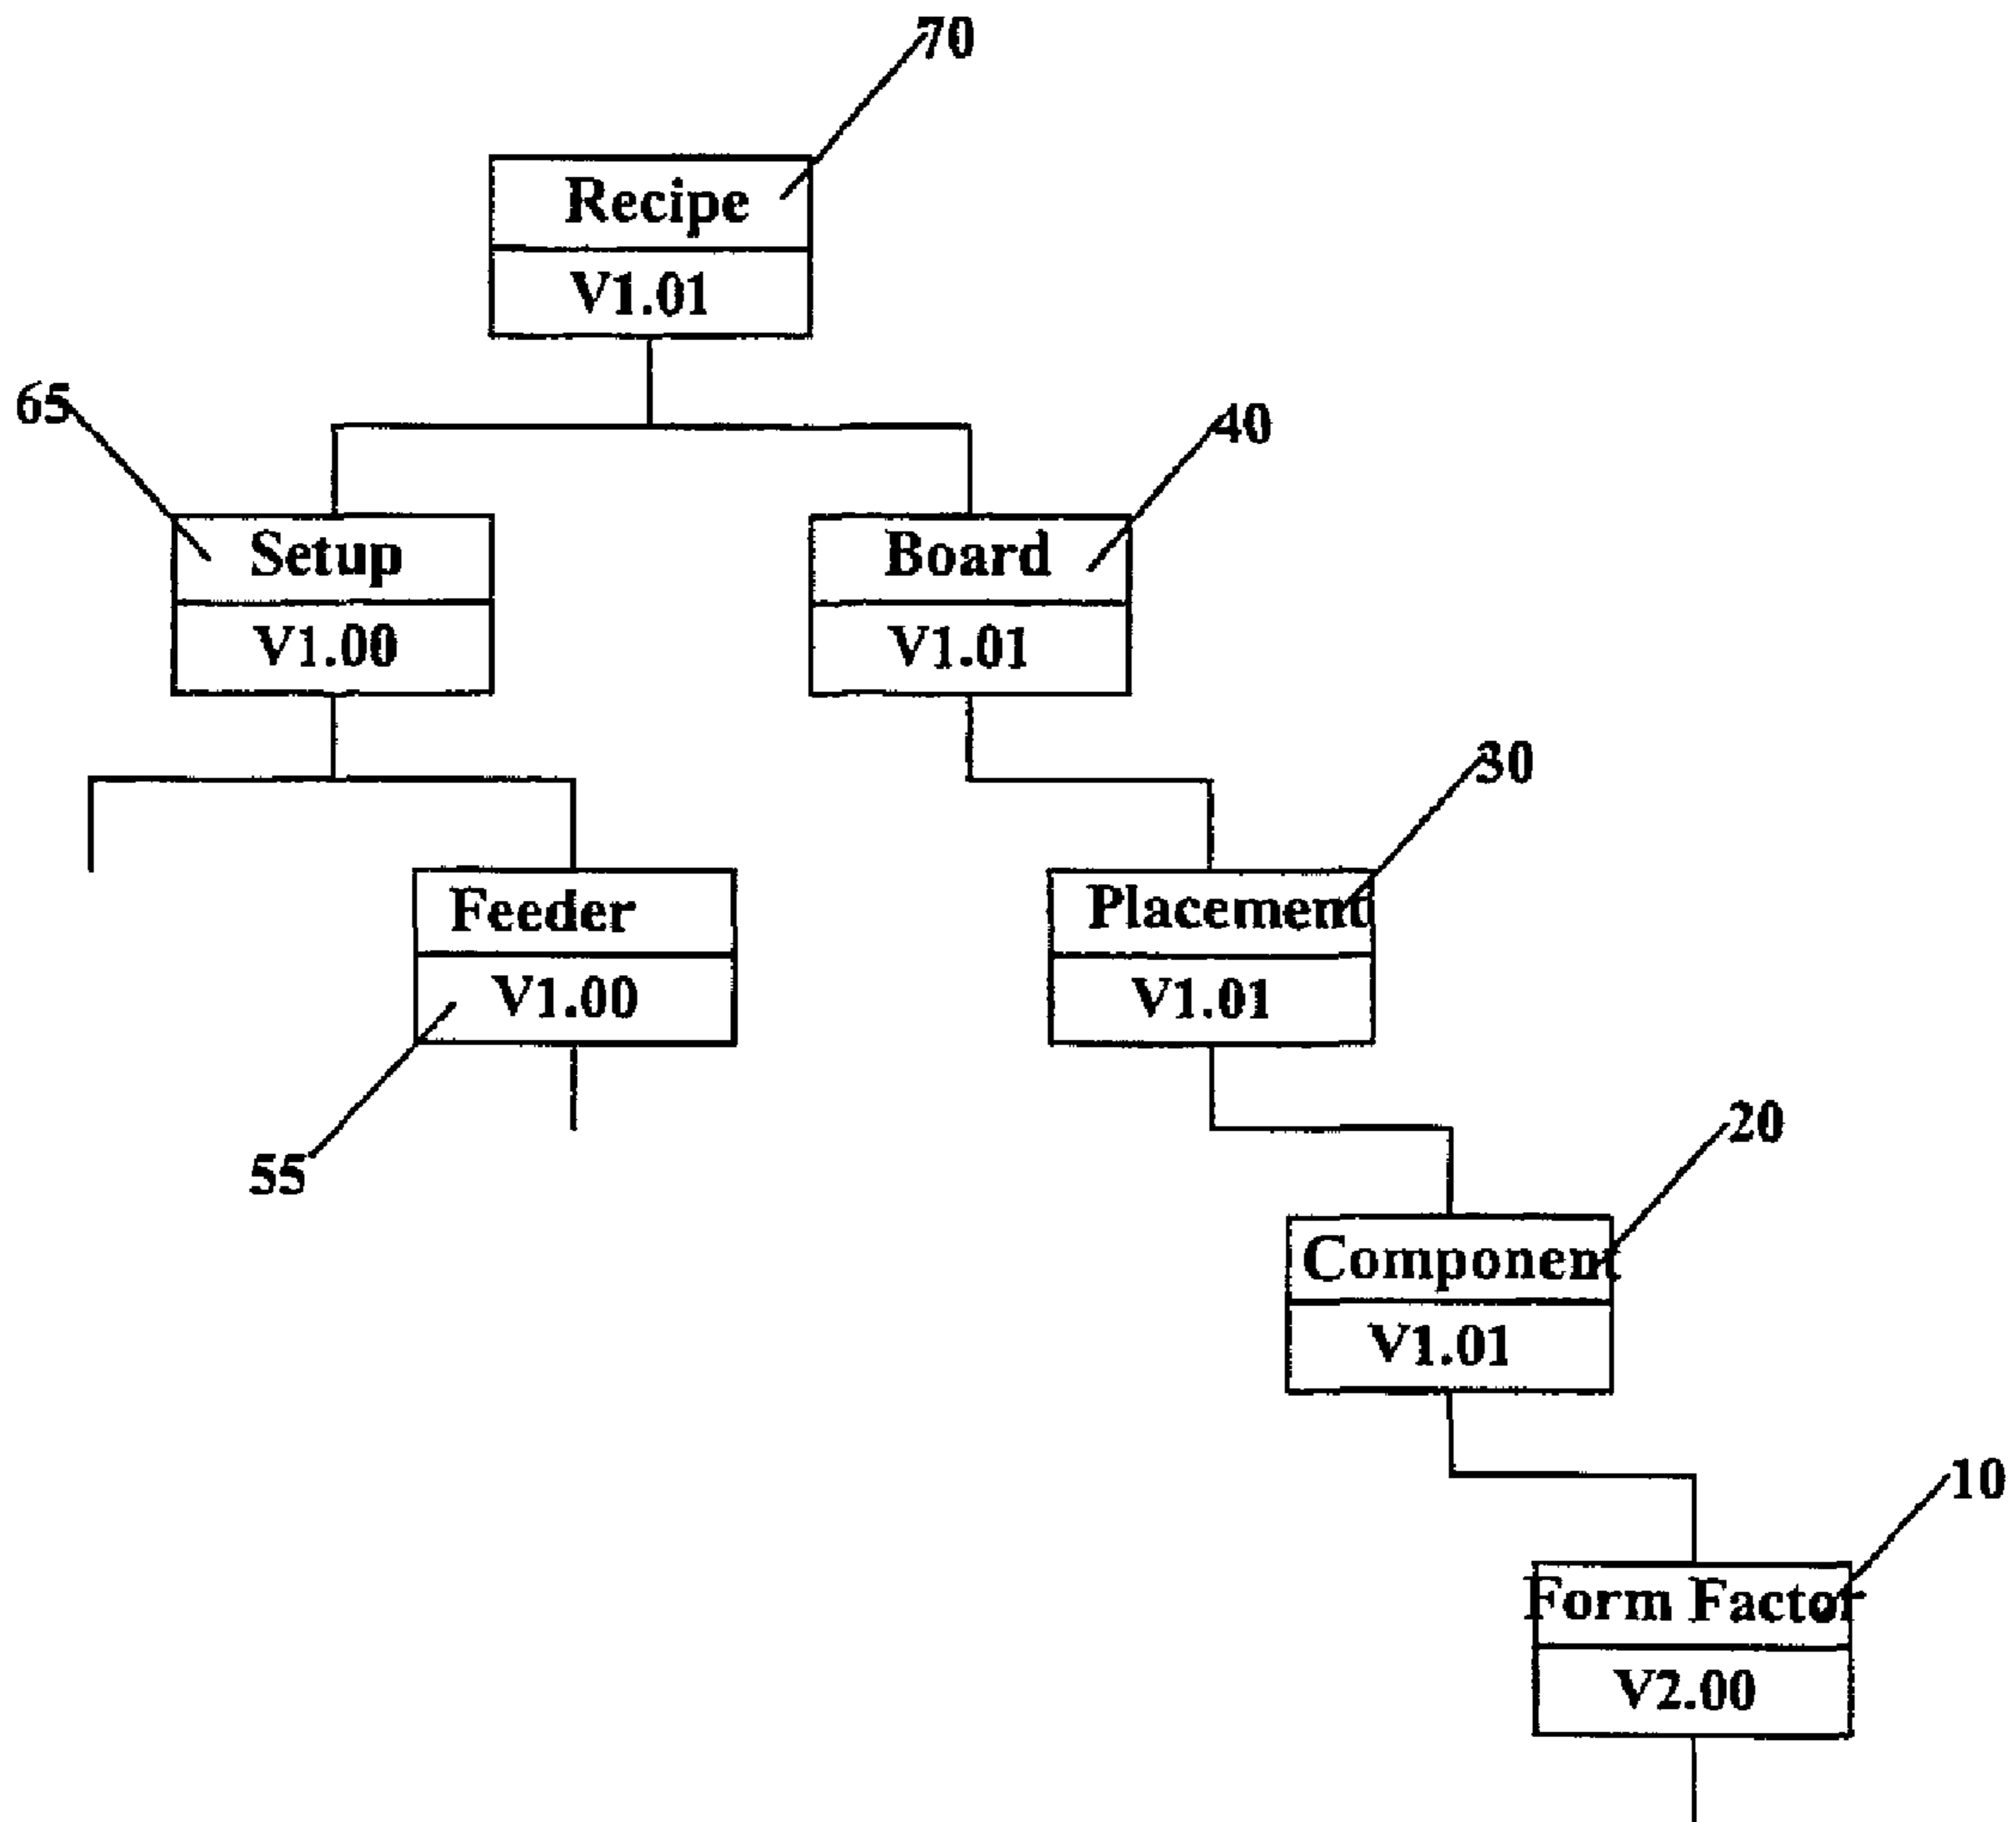 70
Recipe
V1.01
65
40
Setup
Board
V1.00
V1.01
30
Feeder
Placement
V1.00
V1.01
55
20
Component
V1.01
10
Form Factor
V2.00